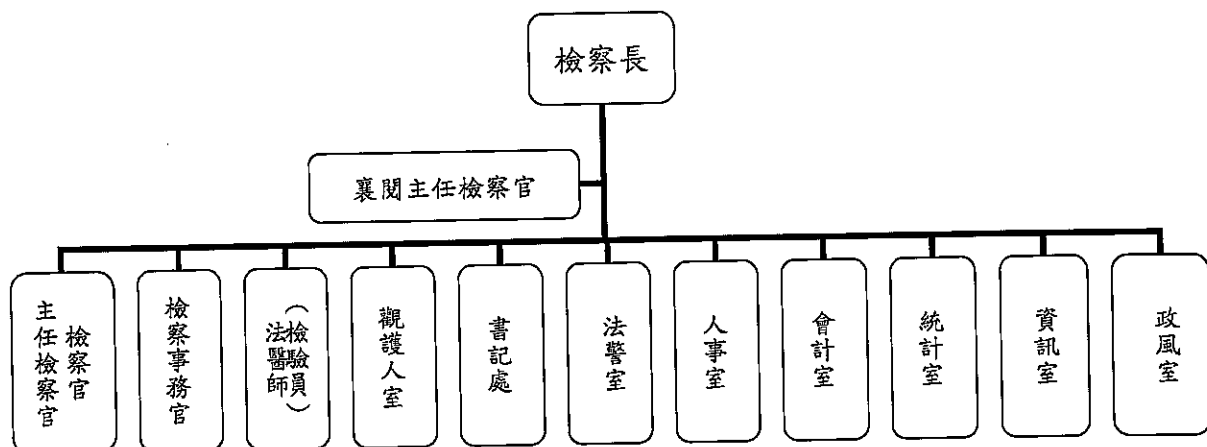 檢察長
襄閱主任檢察官
主任檢察官
檢察官
檢察事務官
法醫師
（檢驗員）
觀護人室
書記處
法警室
人事室
會計室
統計室
資訊室
政風室